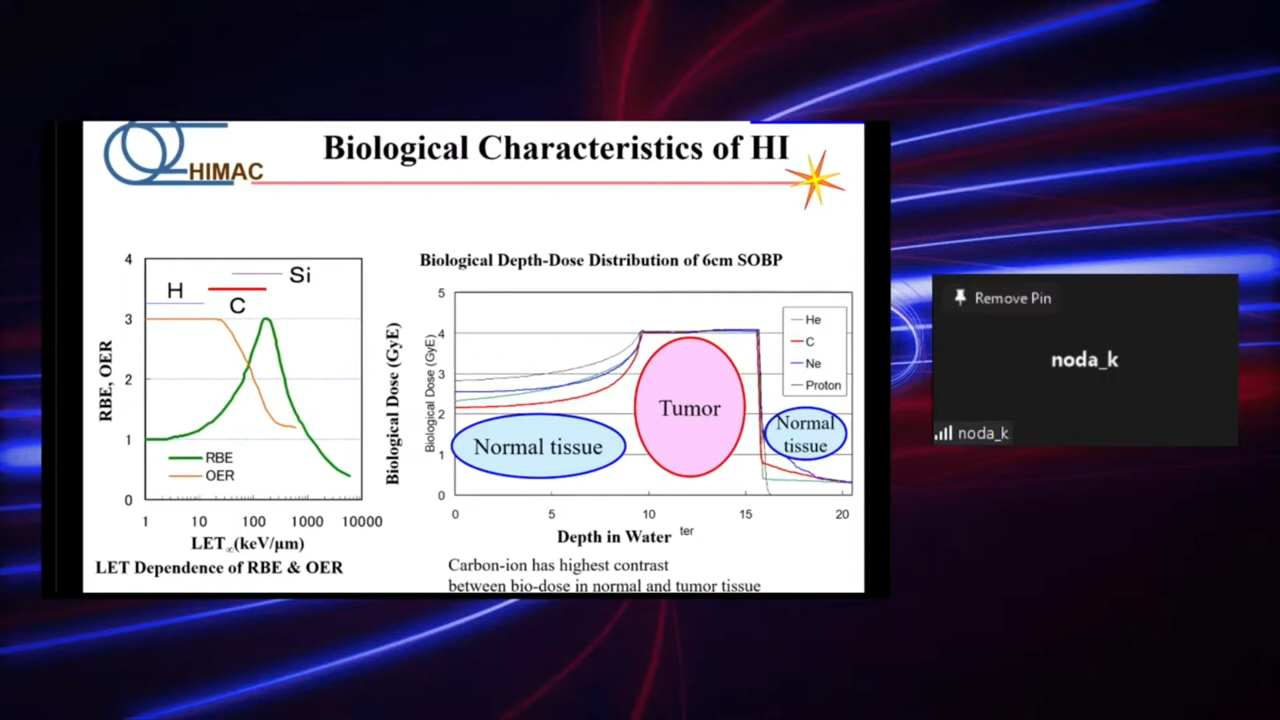 HIMAC
Biological Characteristics of HI
4
3
2
1
0
RBE, OER
H
C
Si
RBE
OER
1
10
100
1000
10000
LET∞(keV/μm)
LET Dependence of RBE & OER
Biological Depth-Dose Distribution of 6cm SOBP
Biological Dose (GyE)
Biological Dose (GyE)
5
4
3
2
1
0
He
C
Ne
Proton
Normal tissue
Tumor
Normal
tissue
0
5
10
15
20
Depth in Water
ter
Carbon-ion has highest contrast
between bio-dose in normal and tumor tissue
Remove Pin
noda_k
noda_k